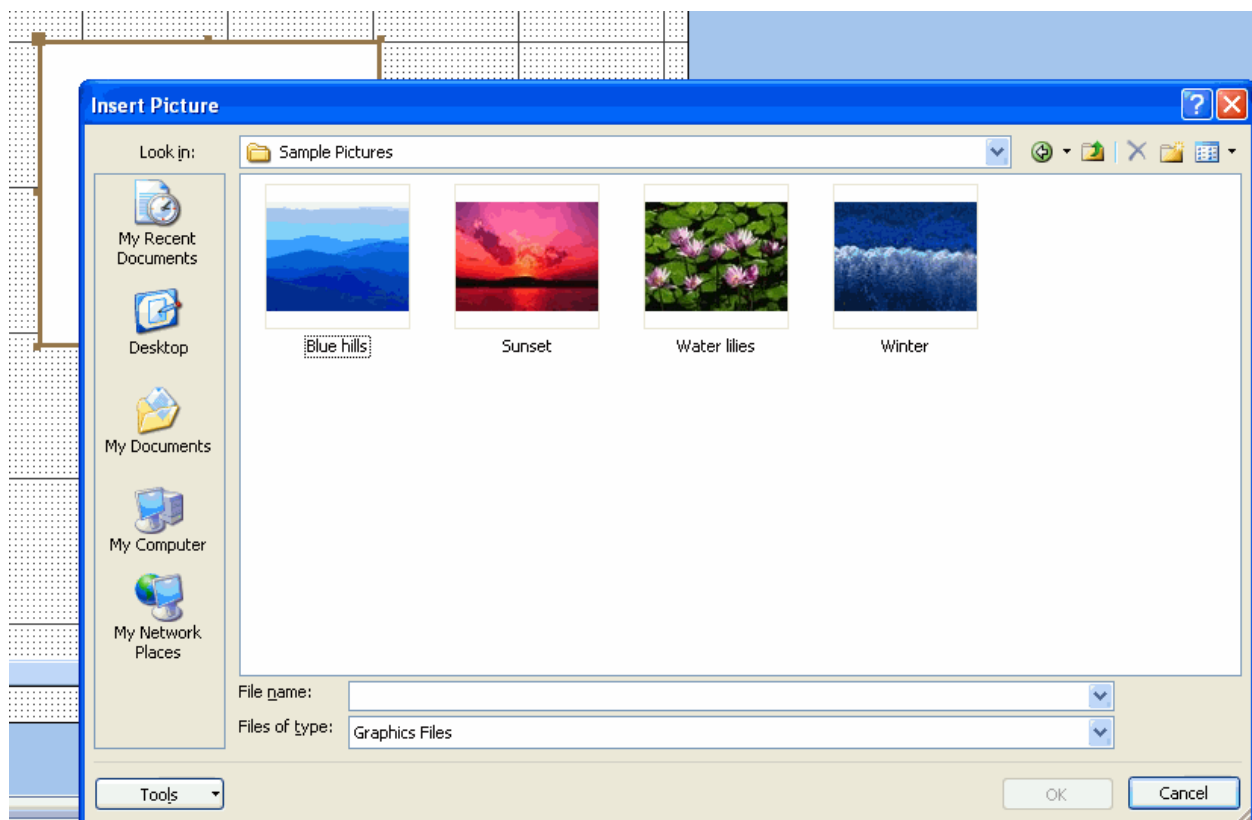 Insert Picture
Look in:
Sample Pictures
My Recent
Documents
Desktop
My Documents
My Computer
My Network
Places
Blue hills
Sunset
Water lilies
Winter
File name:
Files of type:
Graphics Files
Tools
OK
Cancel